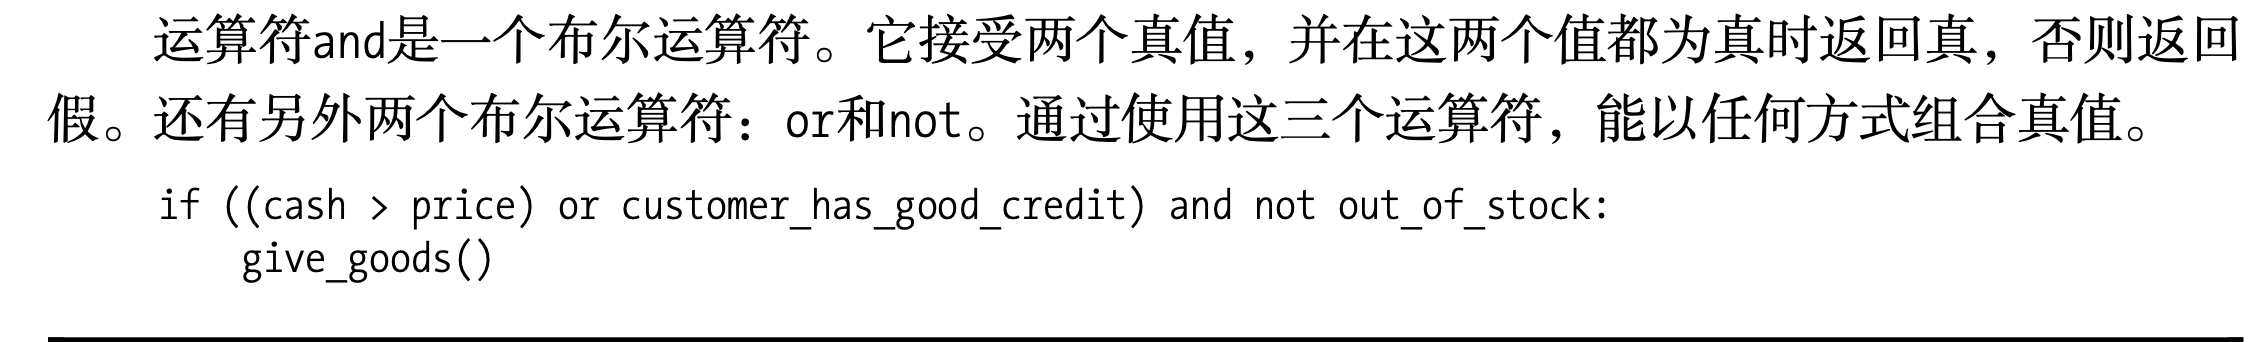 运算符and是一个布尔运算符。它接受两个真值，并在这两个值都为真时返回真，否则返回
假。还有另外两个布尔运算符：or和not。通过使用这三个运算符，能以任何方式组合真值。
if ((cash > price) or customer_has_good_credit) and not out_of_stock:
    give_goods()